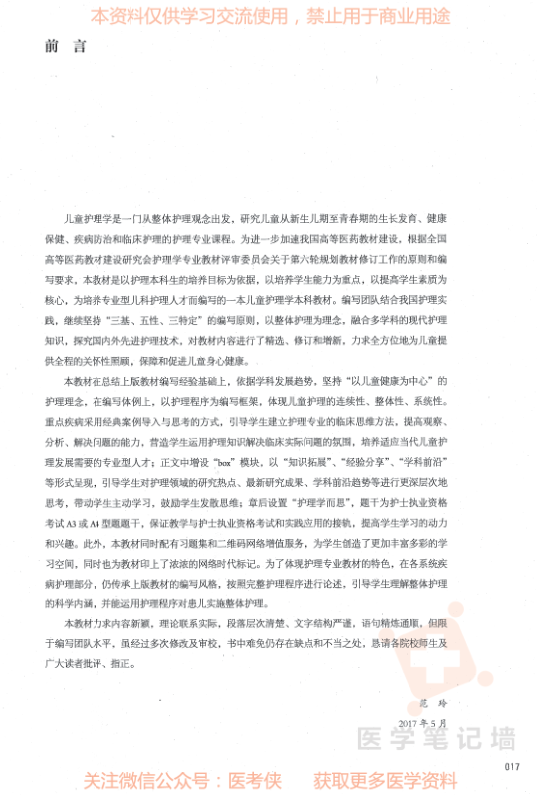 本资料仅供学习交流使用，禁止用于商业用途
前 言
儿童护理学是一门从整体护理观念出发，研究儿童从新生儿期至青春期的生长发育、健康
保健、疾病防治和临床护理的护理专业课程。为进一步加速我国高等医药教材建设，根据全国
高等医药教材建设研究会护理学专业教材评审委员会关于第六轮规划教材修订工作的原则和编
写要求，本教材是以护理本科生的培养目标为依据，以培养学生能力为重点，以提高学生素质为
核心，为培养专业型儿科护理人才而编写的一本儿童护理学本科教材。编写团队结合我国护理实
践，继续坚持“三基、五性、三特定”的编写原则，以整体护理为理念，融合多学科的现代护理
知识，探究国内外先进护理技术，对教材内容进行了精选、修订和增新，力求全方位地为儿童提
供全程的关怀性照顾，保障和促进儿童身心健康。
本教材在总结上版教材编写经验基础上，依据学科发展趋势，坚持“以儿童健康为中心”的
护理理念，在编写体例上，以护理程序为编写框架，体现儿童护理的连续性、整体性、系统性。
重点疾病采用经典案例导入与思考的方式，引导学生建立护理专业的临床思维方法，提高观察、
分析、解决问题的能力，营造学生运用护理知识解决临床实际问题的氛围，培养适应当代儿童护
理发展需要的专业型人才；正文中增设“box”模块，以“知识拓展”、“经验分享”、“学科前沿”
等形式呈现，引导学生对护理领域的研究热点、最新研究成果、学科前沿趋势等进行更深层次地
思考，带动学生主动学习，鼓励学生发散思维；章后设置“护理学而思”，题干为护士执业资格
考试 A3 或 A4 型题题干，保证教学与护士执业资格考试和实践应用的接轨，提高学生学习的动力
和兴趣。此外，本教材同时配有习题集和二维码网络增值服务，为学生创造了更加丰富多彩的学
习空间，同时也为教材印上了浓浓的网络时代标记。为了体现护理专业教材的特色，在各系统疾
病护理部分，仍传承上版教材的编写风格，按照完整护理程序进行论述，引导学生理解整体护理
的科学内涵，并能运用护理程序对患儿实施整体护理。
本教材力求内容新颖，理论联系实际，段落层次清楚、文字结构严谨，语句精炼通顺，但限
于编写团队水平，虽经过多次修改及审校，书中难免仍存在缺点和不当之处，恳请各院校师生及
广大读者批评、指正。
范 玲
2017 年 5 月
医学笔记墙
017
关注微信公众号：医考侠 获取更多医学资料